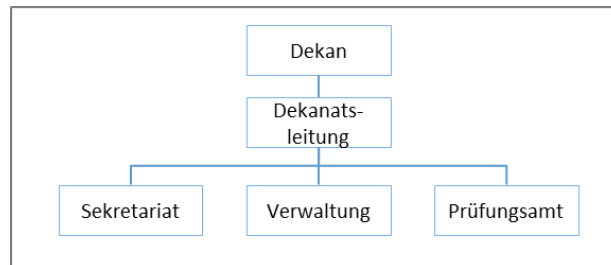 Dekan
Dekanats-
leitung
Sekretariat
Verwaltung
Prüfungsamt